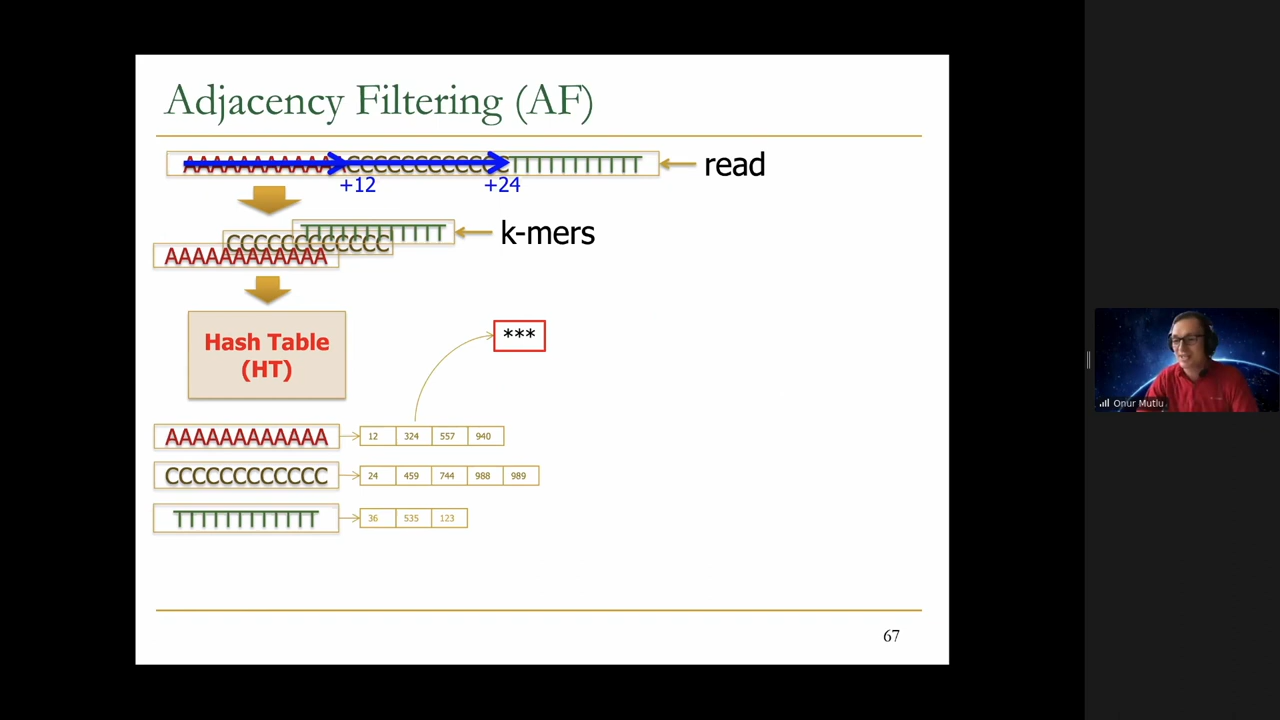 Adjacency Filtering (AF)
AAAAAAAAAAAACCCCCCCCCCCCTTTTTTTTTTTT read
+12 +24
TTTTTTTTTTTT k-mers
CCCCCCCCCCCC
AAAAAAAAAAAA
Hash Table
(HT)
***
AAAAAAAAAAAA 12 324 557 940
CCCCCCCCCCCC 24 459 744 988 989
TTTTTTTTTTTT 36 535 123
67
Onur Mutlu